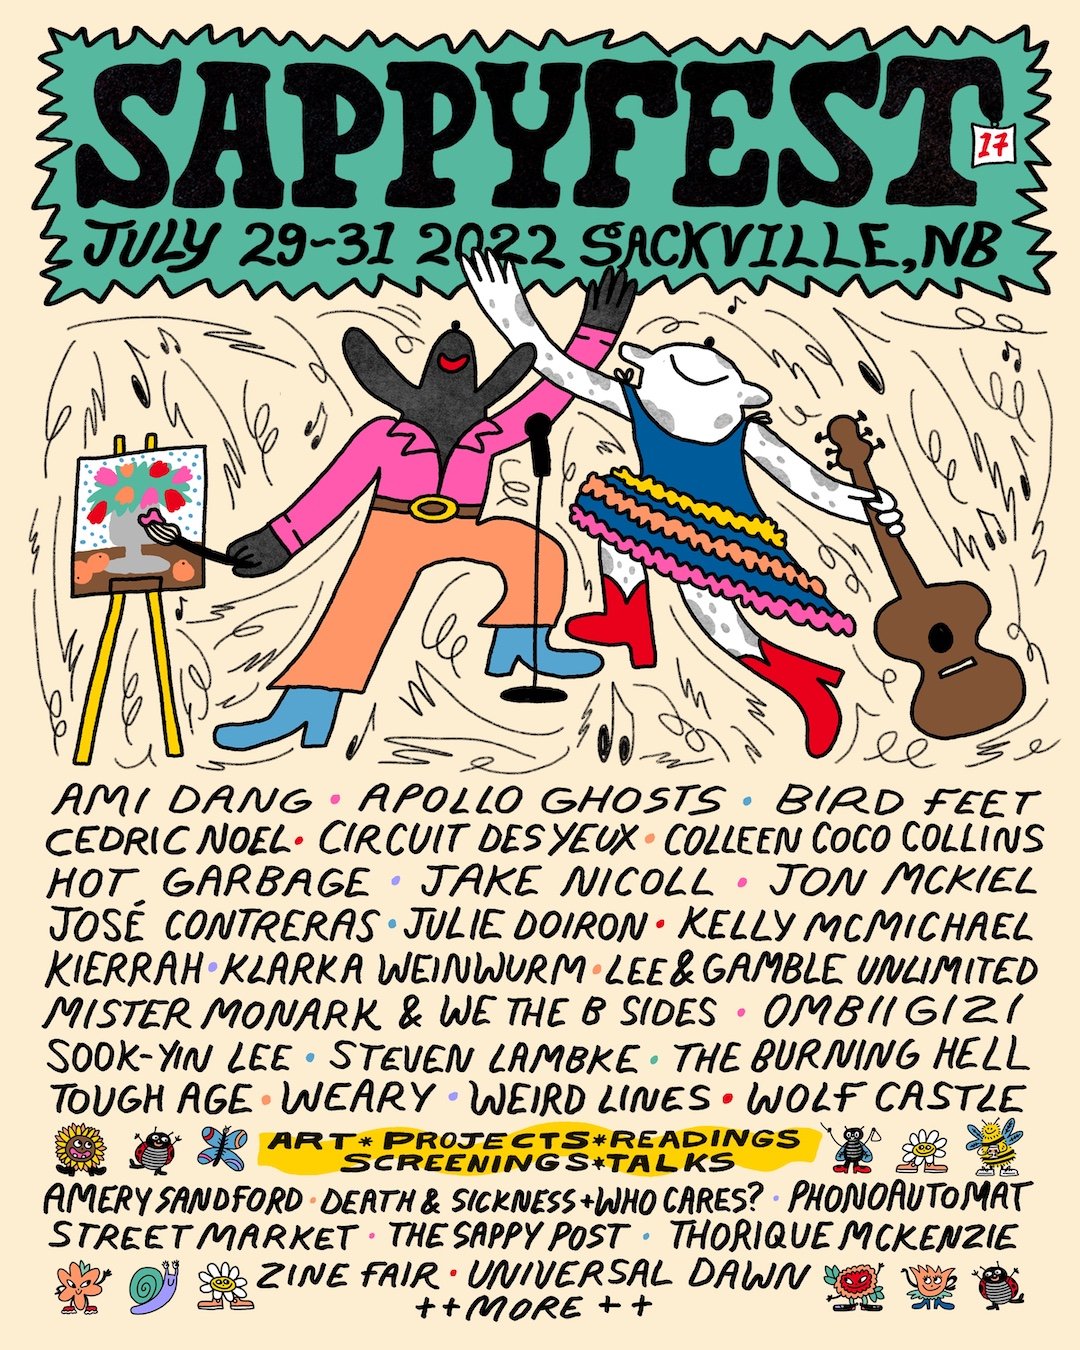 SAPPYFEST
17
JULY 29-31 2022 SACKVILLE, NB
AMI DANG • APOLLO GHOSTS • BIRD FEET
CEDRIC NOEL • CIRCUIT DES YEUX • COLLEEN COCO COLLINS
HOT GARBAGE • JAKE NICOLL • JON MCKIEL
JOSÉ CONTRERAS • JULIE DOIRON • KELLY MCMICHAEL
KIERRAH • KLARKA WEINWURM • LEE & GAMBLE UNLIMITED
MISTER MONARK & WE THE B SIDES • OMBIIGIZI
SOOK-YIN LEE • STEVEN LAMBKE • THE BURNING HELL
TOUGH AGE • WEARY • WEIRD LINES • WOLF CASTLE
ART * PROJECTS * READINGS
SCREENINGS * TALKS
AMERY SANDFORD • DEATH & SICKNESS + WHO CARES? • PHONOAUTOMAT
STREET MARKET • THE SAPPY POST • THORIQUE MCKENZIE
ZINE FAIR • UNIVERSAL DAWN
++ MORE ++